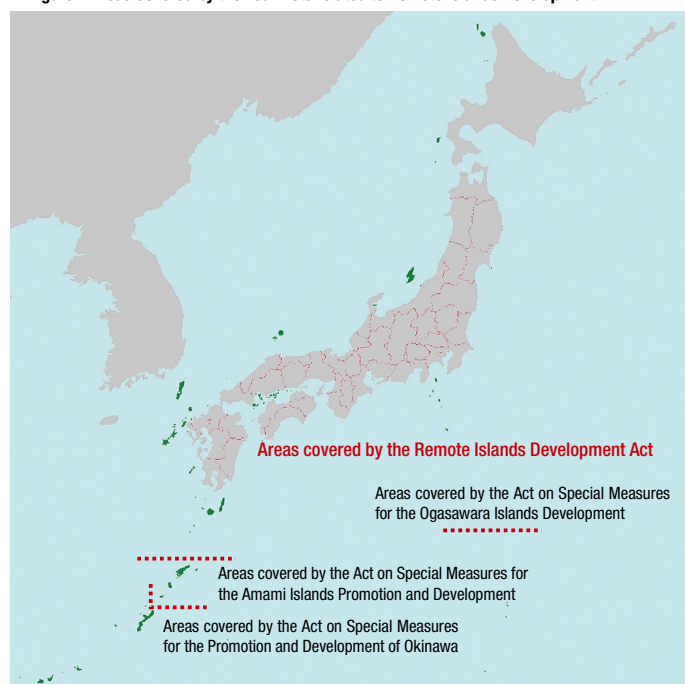 Areas covered by the Remote Islands Development Act
Areas covered by the Act on Special Measures
for the Ogasawara Islands Development
Areas covered by the Act on Special Measures for
the Amami Islands Promotion and Development
Areas covered by the Act on Special Measures
for the Promotion and Development of Okinawa